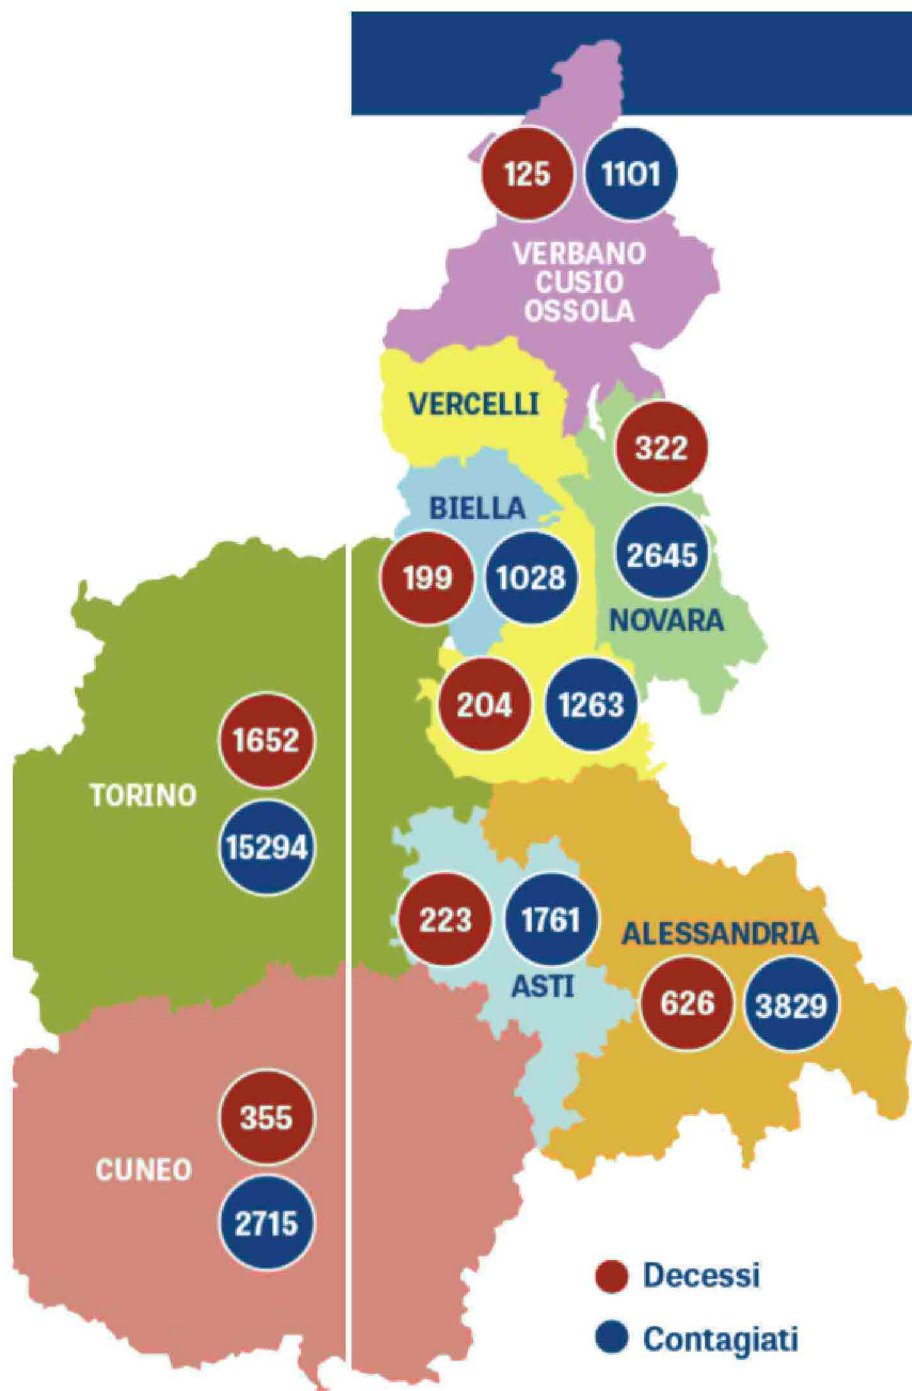 125 1101
VERBANO
CUSIO
OSSOLA
VERCELLI
322
BIELLA
199 1028
2645
NOVARA
204 1263
1652
TORINO
15294
223 1761
ALESSANDRIA
ASTI
626 3829
355
CUNEO
2715
Decessi
Contagiati